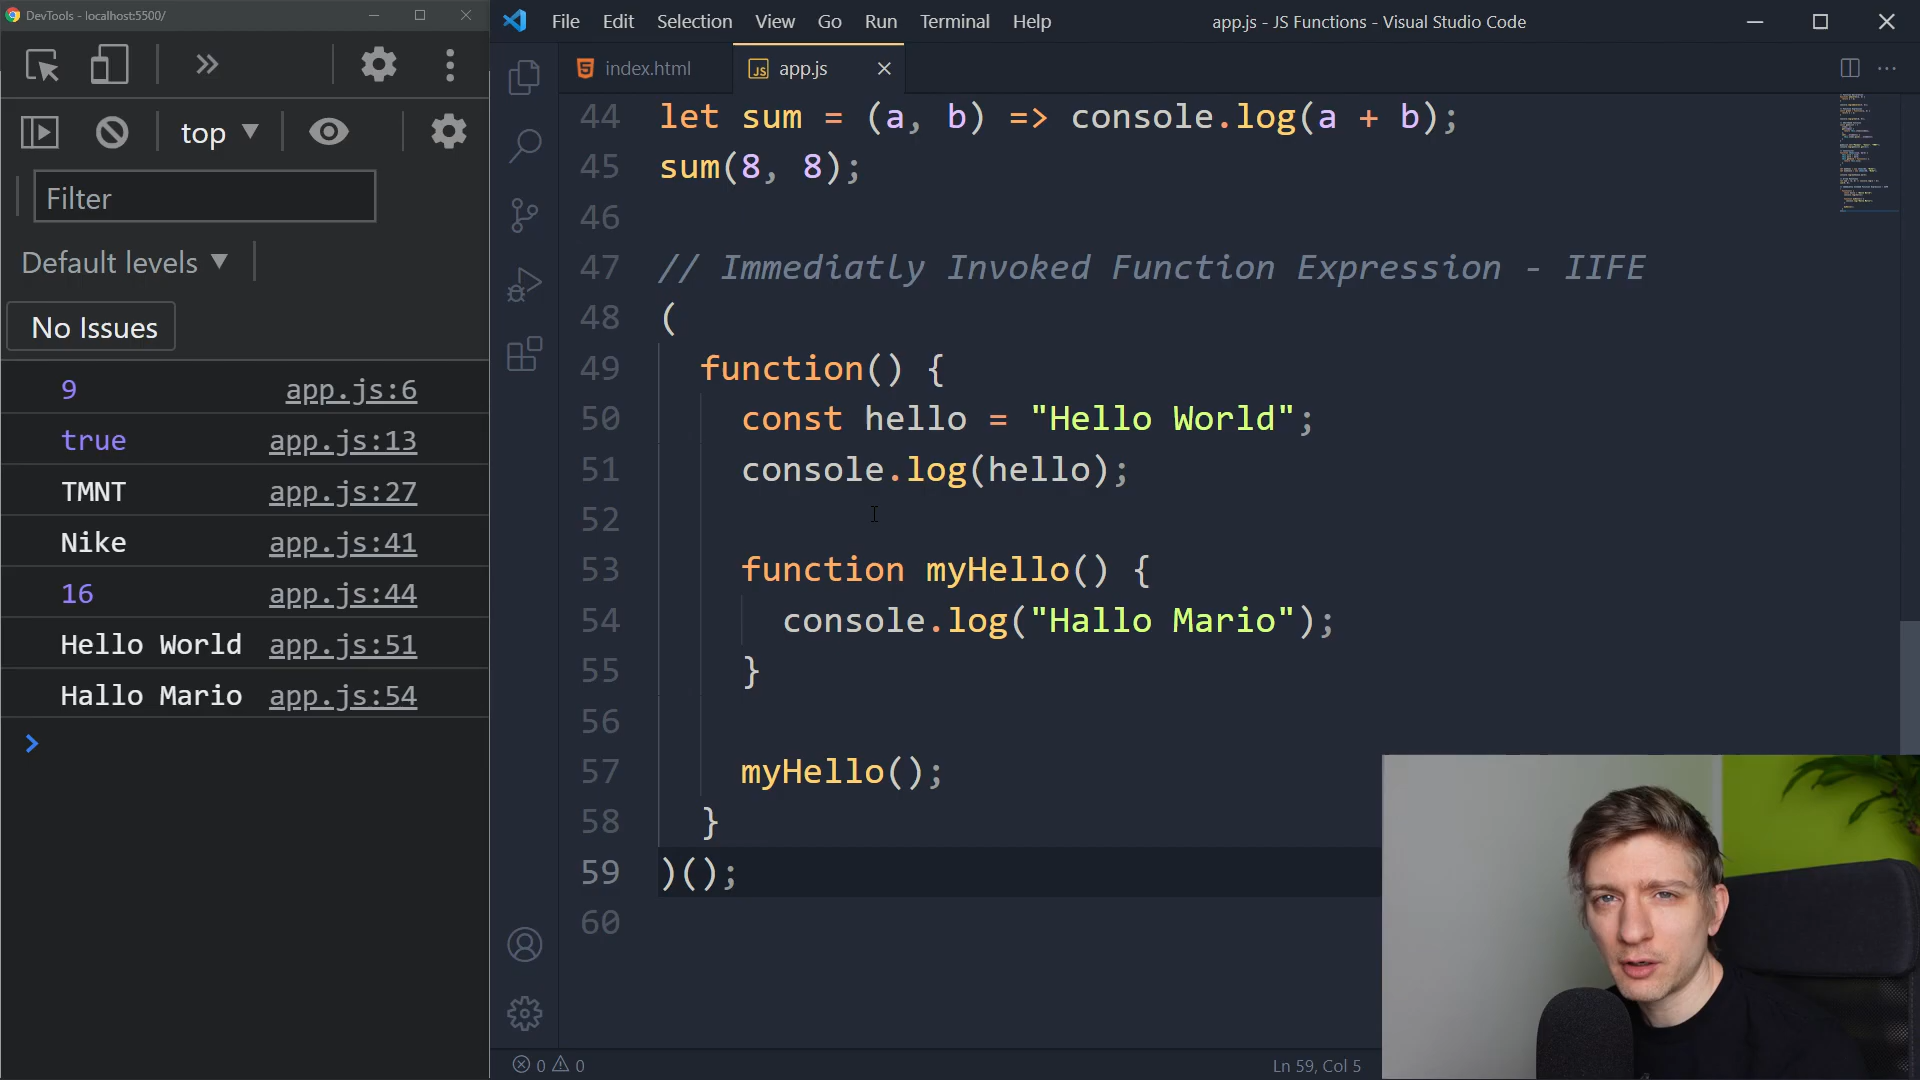 DevTools - localhost:5500/
top
Filter
Default levels
No Issues
9 app.js:6
true app.js:13
TMNT app.js:27
Nike app.js:41
16 app.js:44
Hello World app.js:51
Hallo Mario app.js:54
File Edit Selection View Go Run Terminal Help
app.js - JS Functions - Visual Studio Code
index.html
JS app.js
44 let sum = (a, b) => console.log(a + b);
45 sum(8, 8);
46
47 // Immediatly Invoked Function Expression - IIFE
48 (
49 function() {
50 const hello = "Hello World";
51 console.log(hello);
52
53 function myHello() {
54 console.log("Hallo Mario");
55 }
56
57 myHello();
58 }
59 )();
60
0 0
Ln 59, Col 5